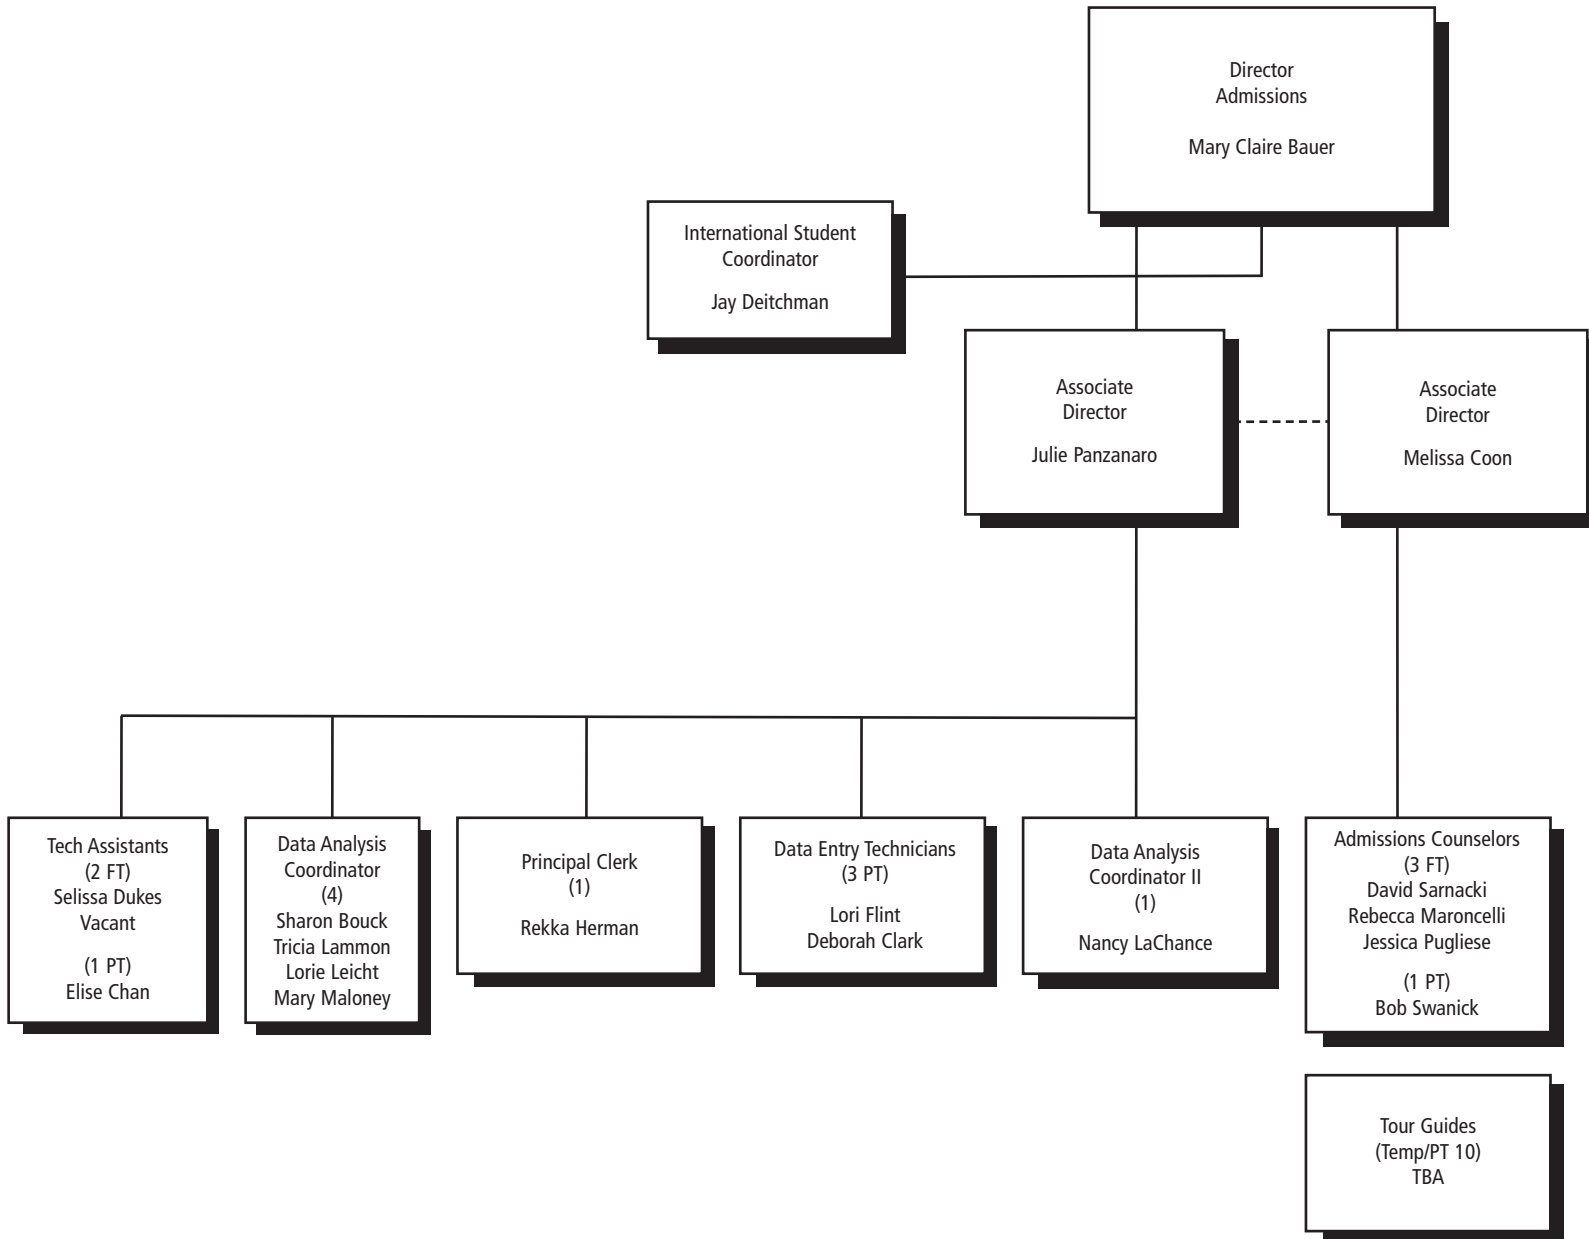 Director
Admissions
Mary Claire Bauer
International Student
Coordinator
Jay Deitchman
Associate
Director
Julie Panzanaro
Associate
Director
Melissa Coon
Tech Assistants
(2 FT)
Selissa Dukes
Vacant
(1 PT)
Elise Chan
Data Analysis
Coordinator
(4)
Sharon Bouck
Tricia Lammon
Lorie Leicht
Mary Maloney
Principal Clerk
(1)
Rekka Herman
Data Entry Technicians
(3 PT)
Lori Flint
Deborah Clark
Data Analysis
Coordinator II
(1)
Nancy LaChance
Admissions Counselors
(3 FT)
David Sarnacki
Rebecca Maroncelli
Jessica Pugliese
(1 PT)
Bob Swanick
Tour Guides
(Temp/PT 10)
TBA